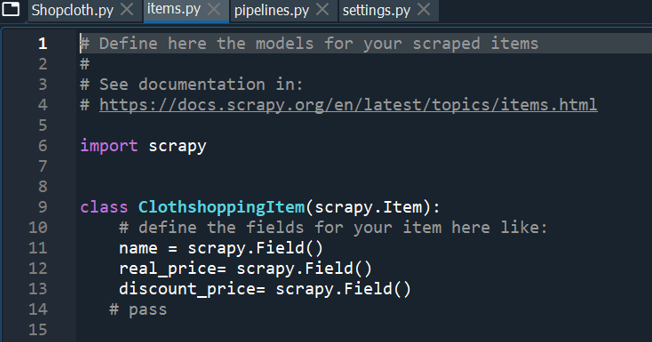 Shopcloth.py items.py pipelines.py settings.py
1 # Define here the models for your scraped items
2 #
3 # See documentation in:
4 # https://docs.scrapy.org/en/latest/topics/items.html
5
6 import scrapy
7
8
9 class ClothshoppingItem(scrapy.Item):
10 # define the fields for your item here like:
11 name = scrapy.Field()
12 real_price= scrapy.Field()
13 discount_price= scrapy.Field()
14 # pass
15